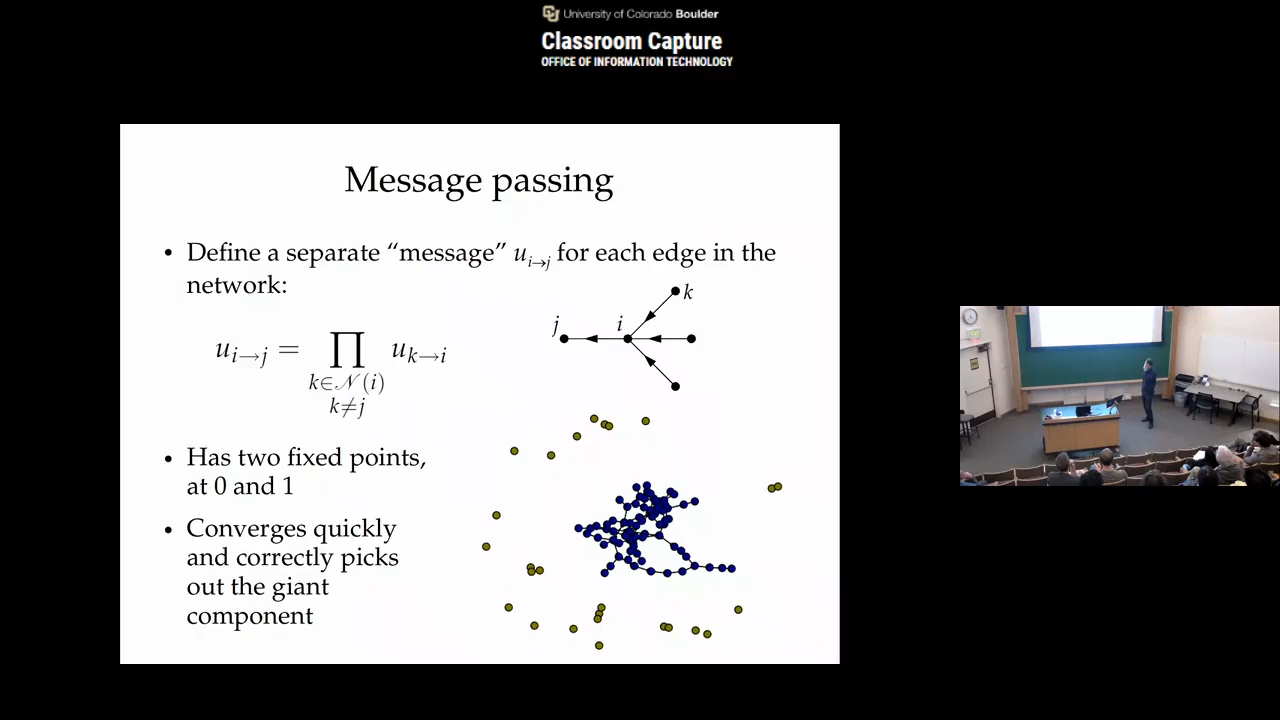 University of Colorado Boulder
Classroom Capture
OFFICE OF INFORMATION TECHNOLOGY
Message passing
• Define a separate “message” u_{i→j} for each edge in the
network:
k
j
i
u_{i→j} = ∏_{k∈𝒩(i) k≠j} u_{k→i}
• Has two fixed points,
at 0 and 1
• Converges quickly
and correctly picks
out the giant
component